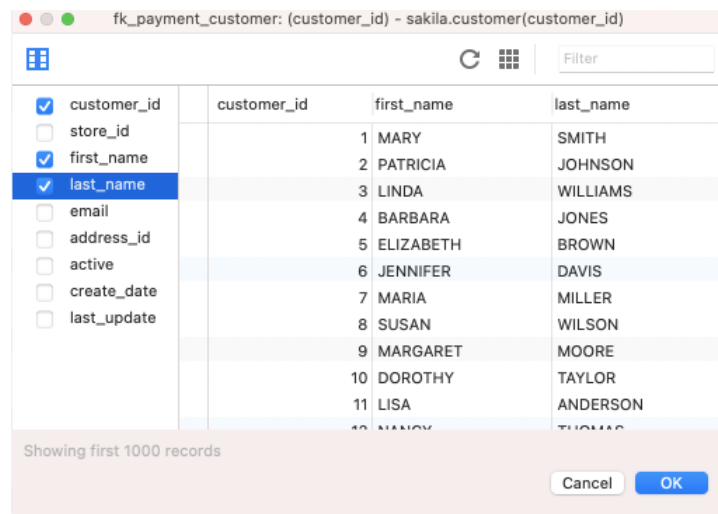 fk_payment_customer: (customer_id) - sakila.customer(customer_id)
Filter
customer_id
store_id
first_name
last_name
email
address_id
active
create_date
last_update
customer_id first_name last_name
1 MARY SMITH
2 PATRICIA JOHNSON
3 LINDA WILLIAMS
4 BARBARA JONES
5 ELIZABETH BROWN
6 JENNIFER DAVIS
7 MARIA MILLER
8 SUSAN WILSON
9 MARGARET MOORE
10 DOROTHY TAYLOR
11 LISA ANDERSON
12 NANCY THOMAS
Showing first 1000 records
Cancel OK